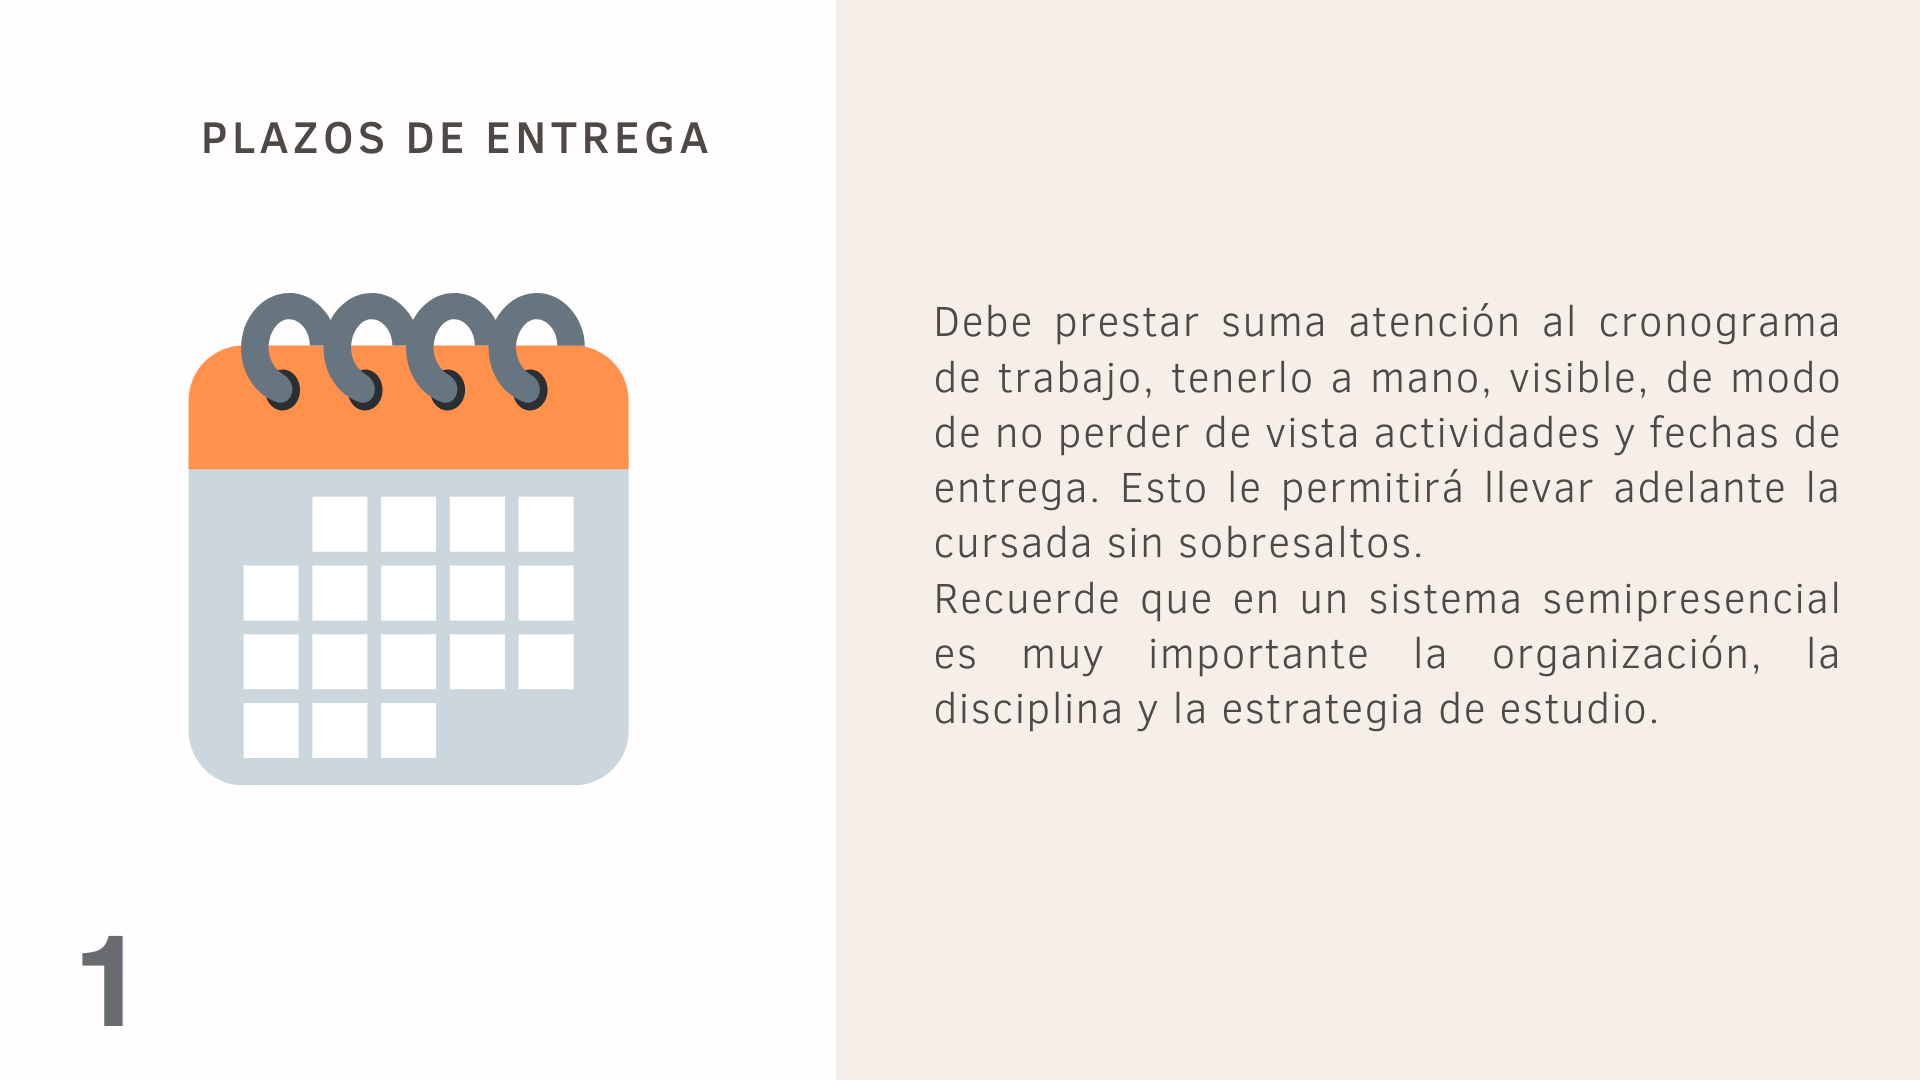 PLAZOS DE ENTREGA
Debe prestar suma atención al cronograma
de trabajo, tenerlo a mano, visible, de modo
de no perder de vista actividades y fechas de
entrega. Esto le permitirá llevar adelante la
cursada sin sobresaltos.
Recuerde que en un sistema semipresencial
es muy importante la organización, la
disciplina y la estrategia de estudio.
1